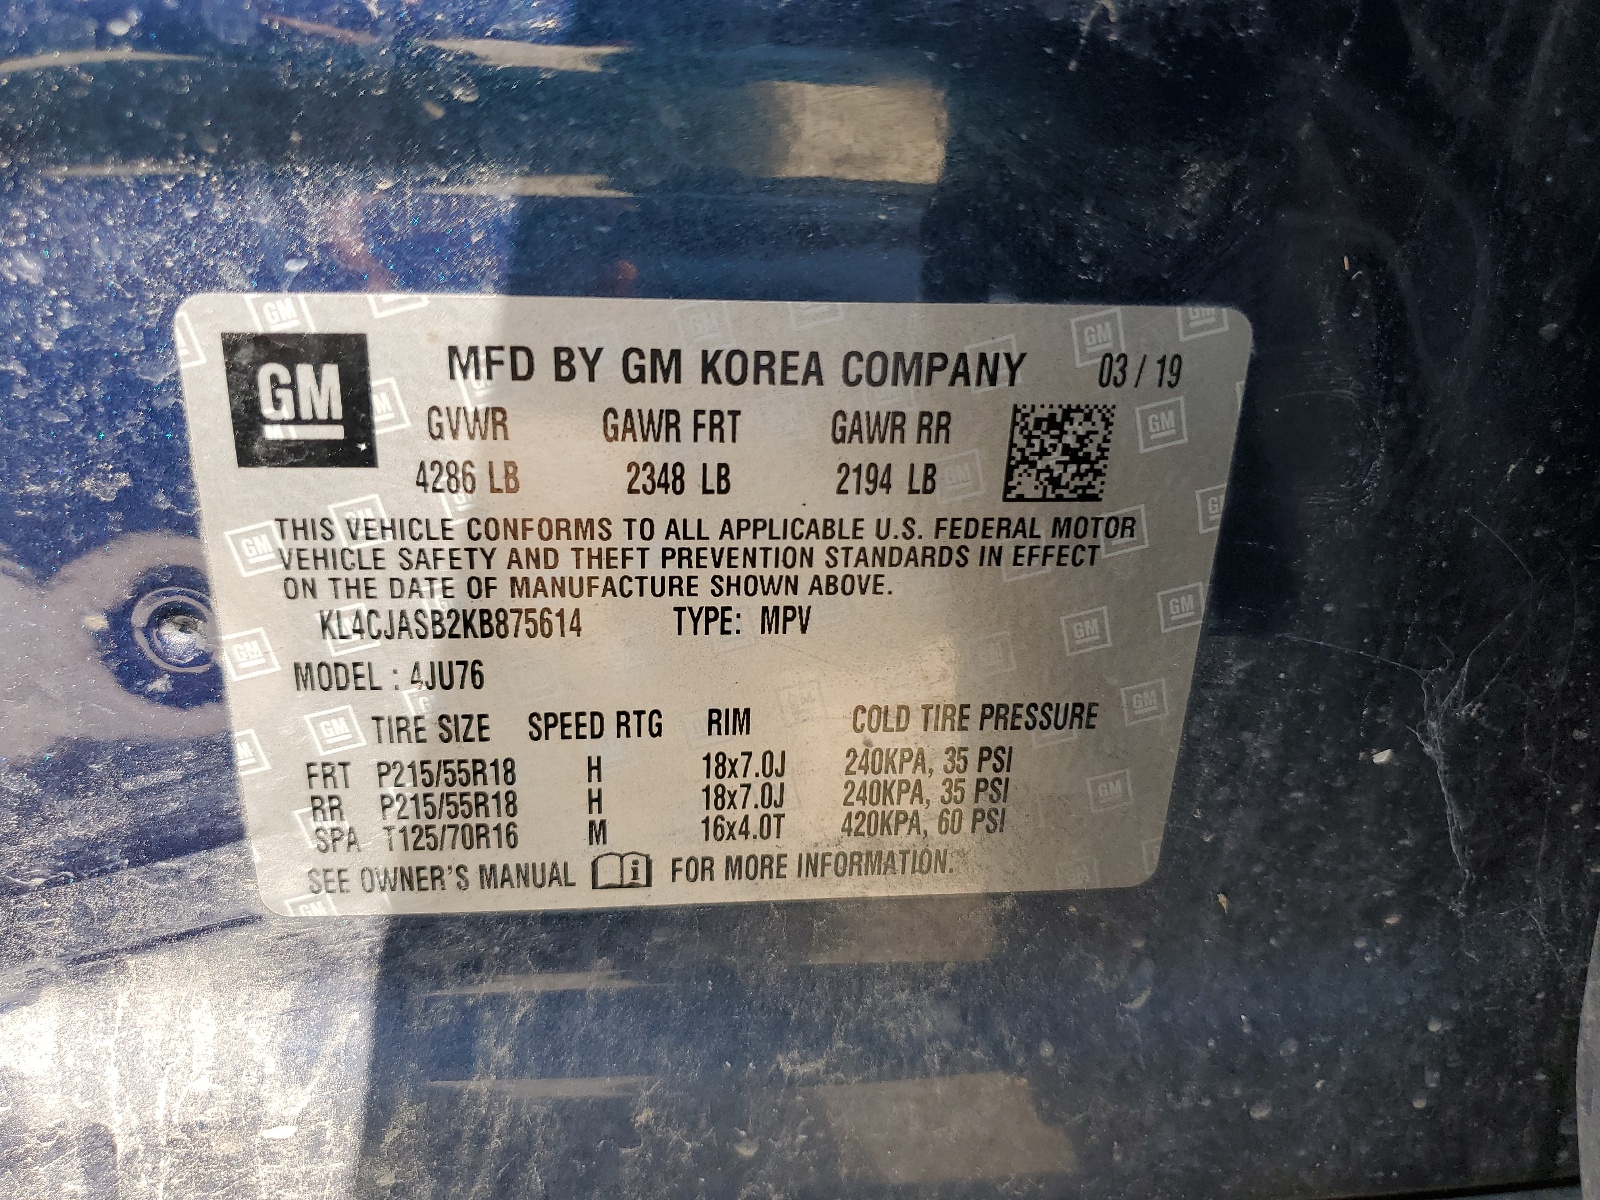 GM
MFD BY GM KOREA COMPANY 03 / 19
GVWR GAWR FRT GAWR RR
4286 LB 2348 LB 2194 LB
THIS VEHICLE CONFORMS TO ALL APPLICABLE U.S. FEDERAL MOTOR
VEHICLE SAFETY AND THEFT PREVENTION STANDARDS IN EFFECT
ON THE DATE OF MANUFACTURE SHOWN ABOVE.
KL4CJASB2KB875614 TYPE: MPV
MODEL : 4JU76
TIRE SIZE SPEED RTG RIM COLD TIRE PRESSURE
FRT P215/55R18 H 18x7.0J 240KPA, 35 PSI
RR P215/55R18 H 18x7.0J 240KPA, 35 PSI
SPA T125/70R16 M 16x4.0T 420KPA, 60 PSI
SEE OWNER'S MANUAL FOR MORE INFORMATION.